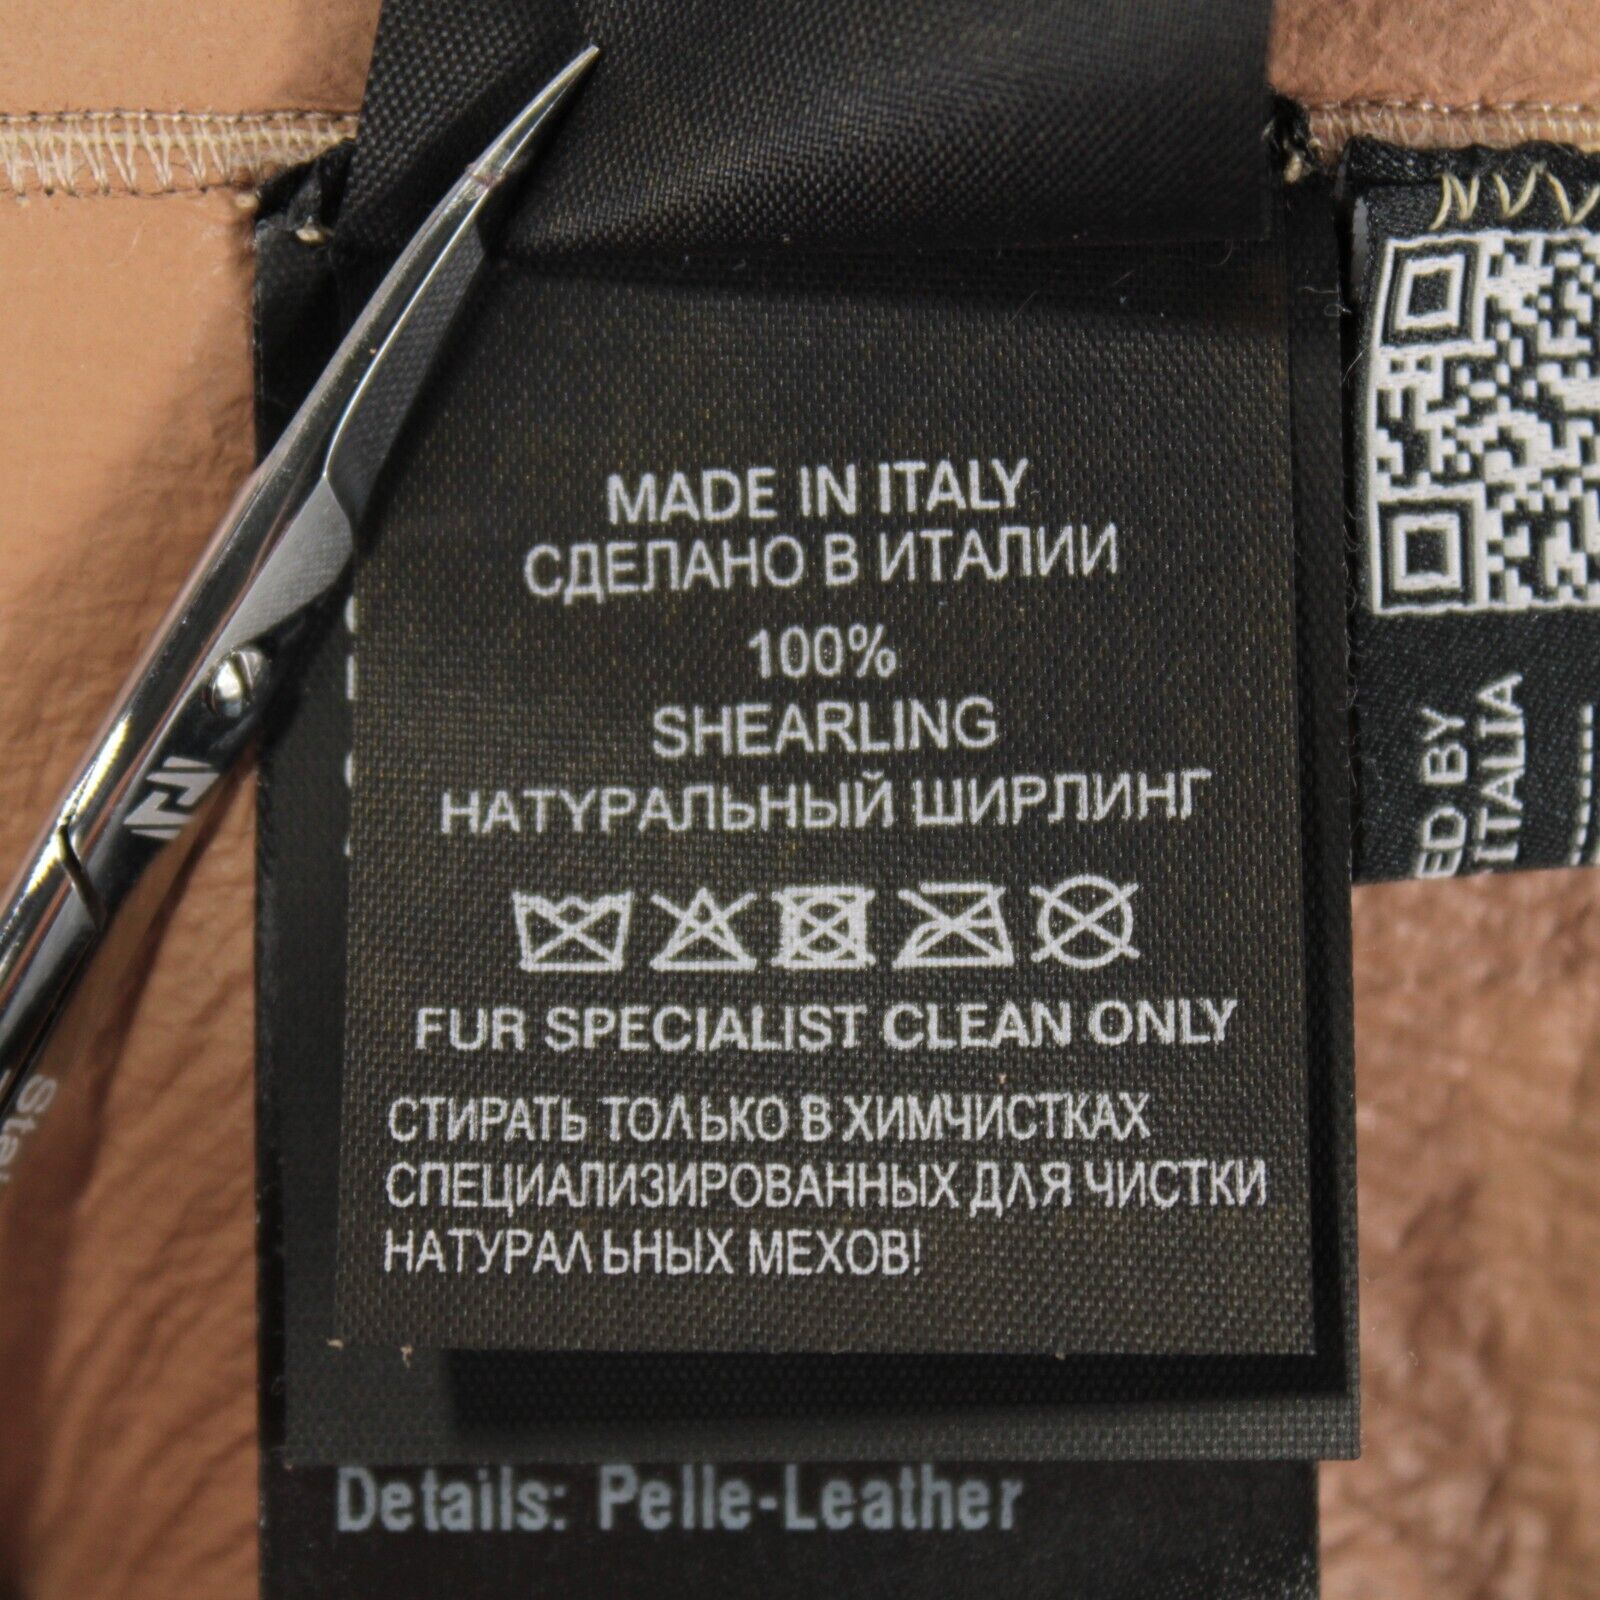 MADE IN ITALY
СДЕЛАНО В ИТАЛИИ
100%
SHEARLING
НАТУРАЛЬНЫЙ ШИРЛИНГ
FUR SPECIALIST CLEAN ONLY
СТИРАТЬ ТОЛЬКО В ХИМЧИСТКАХ
СПЕЦИАЛИЗИРОВАННЫХ ДЛЯ ЧИСТКИ
НАТУРАЛЬНЫХ МЕХОВ!
Details: Pelle-Leather
ED BY
ITALIA